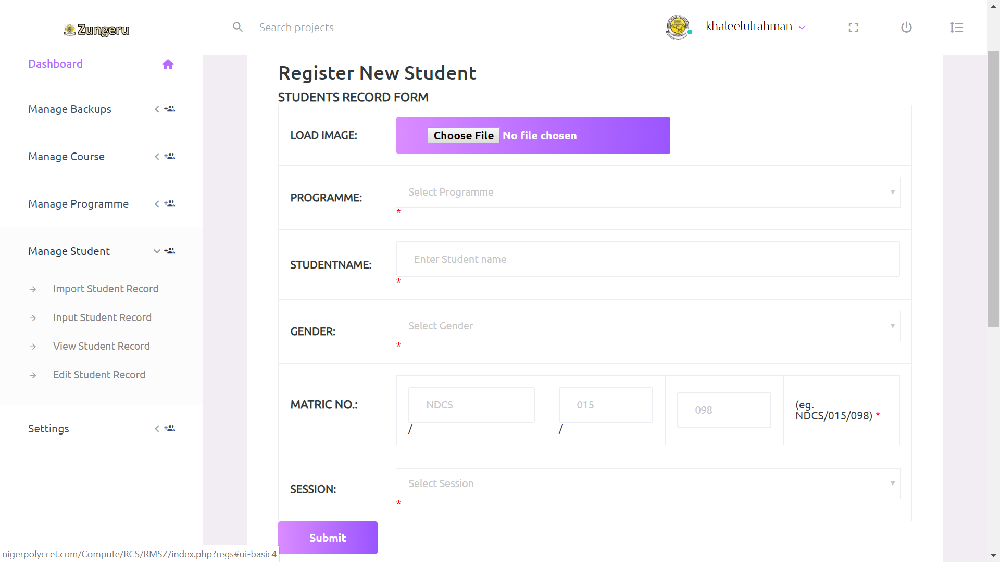 Zungeru
Search projects
khaleelulrahman
Dashboard
Manage Backups
Manage Course
Manage Programme
Manage Student
Import Student Record
Input Student Record
View Student Record
Edit Student Record
Settings
Register New Student
STUDENTS RECORD FORM
LOAD IMAGE:
Choose File No file chosen
PROGRAMME:
Select Programme
*
STUDENTNAME:
Enter Student name
*
GENDER:
Select Gender
*
MATRIC NO.:
NDCS
/
015
/
098
(eg.
NDCS/015/098) *
SESSION:
Select Session
*
Submit
nigerpolyccet.com/Compute/RCS/RMSZ/index.php?regs#ui-basic4